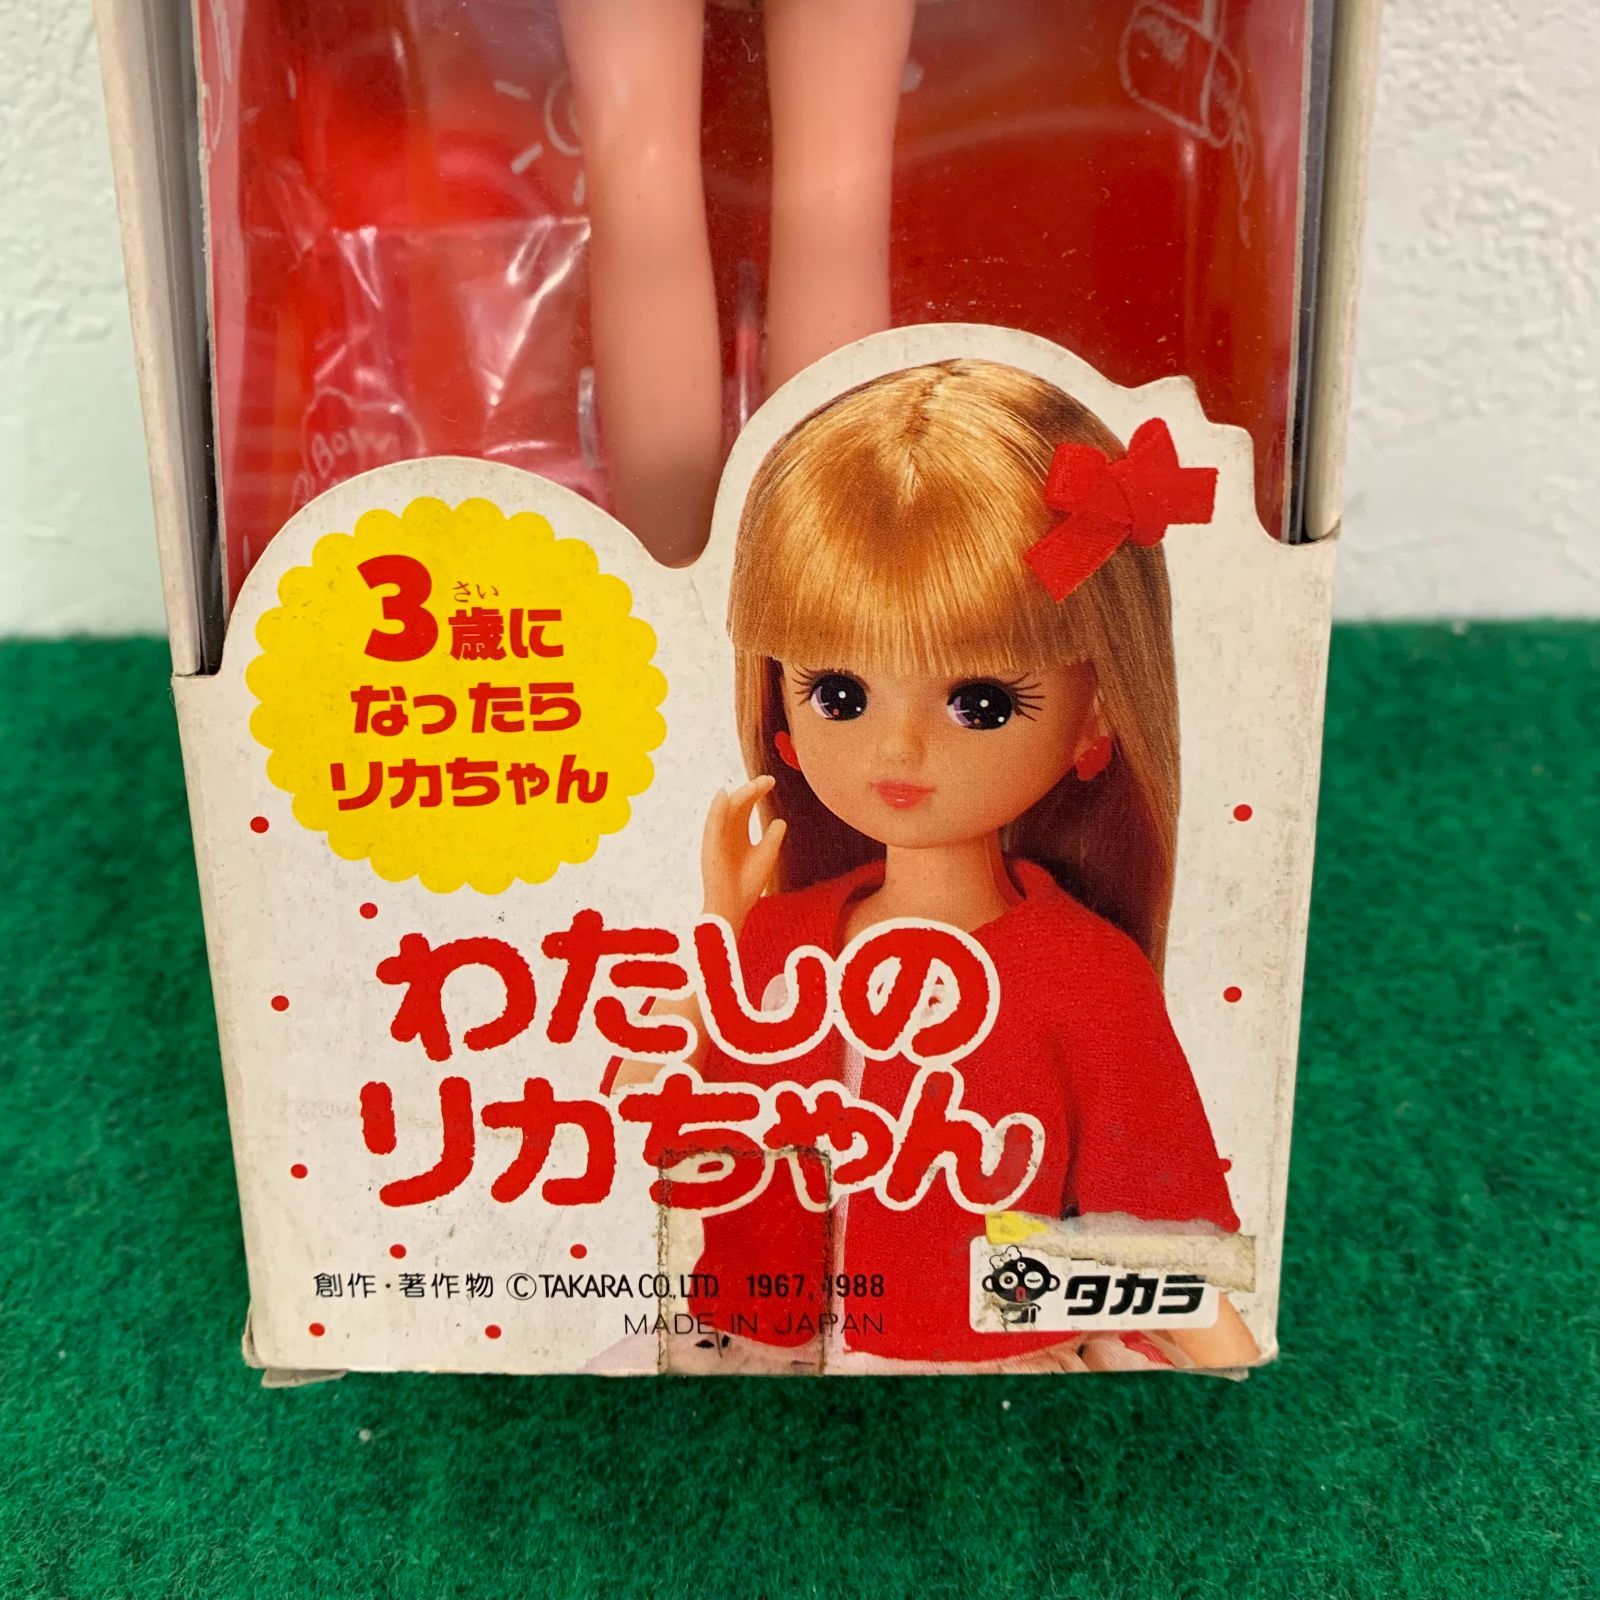 3歳に
さい
なったら
リカちゃん
わたしの
リカちゃん
創作・著作物 ©TAKARA CO.,LTD. 1967, 1988
MADE IN JAPAN
タカラ